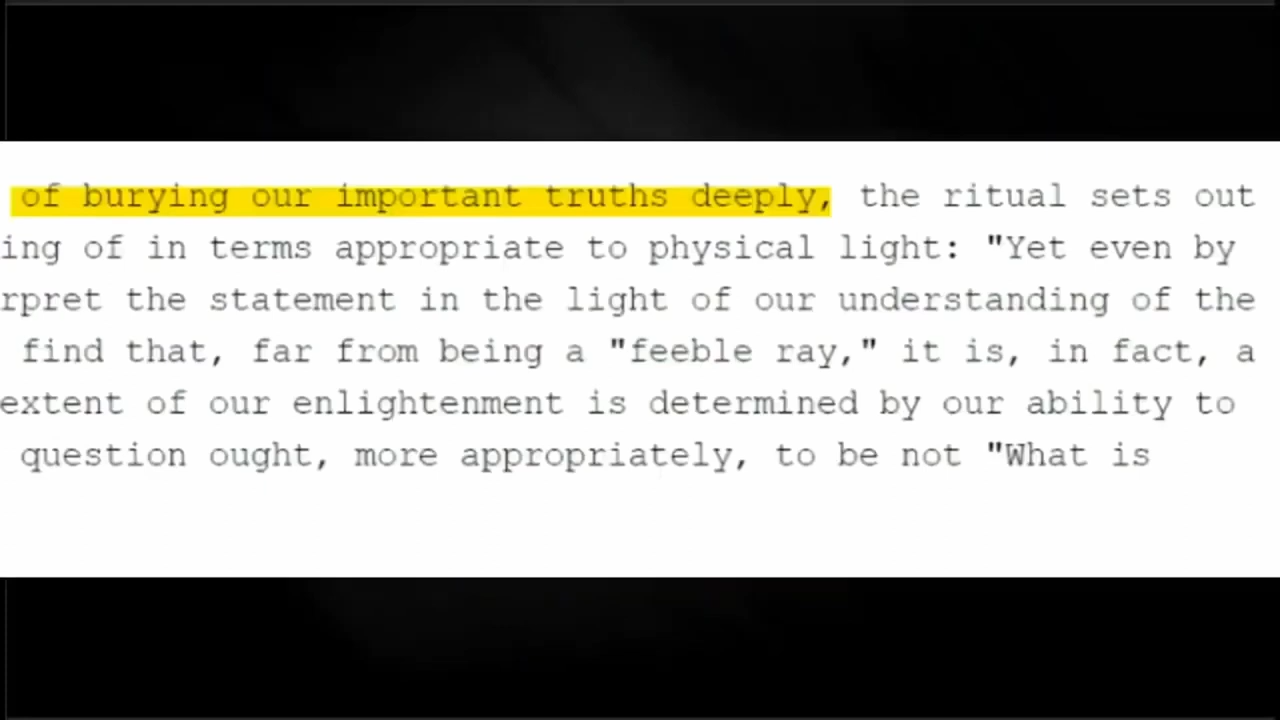 of burying our important truths deeply, the ritual sets out
ing of in terms appropriate to physical light: "Yet even by
rpret the statement in the light of our understanding of the
find that, far from being a "feeble ray," it is, in fact, a
extent of our enlightenment is determined by our ability to
question ought, more appropriately, to be not "What is